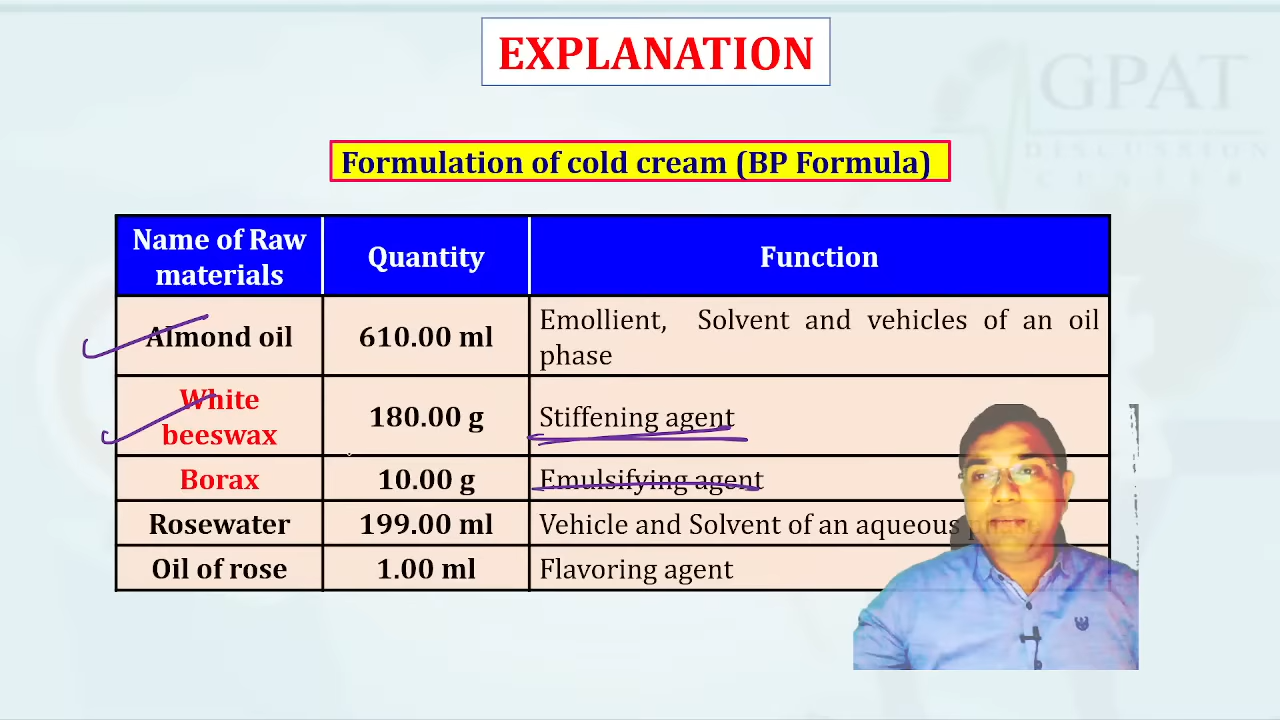 EXPLANATION
GPAT
DISCUSSION
CENTER
Formulation of cold cream (BP Formula)
Name of Raw materials
Quantity
Function
Almond oil
610.00 ml
Emollient, Solvent and vehicles of an oil
phase
White
beeswax
180.00 g
Stiffening agent
Borax
10.00 g
Emulsifying agent
Rosewater
199.00 ml
Vehicle and Solvent of an aqueous
Oil of rose
1.00 ml
Flavoring agent